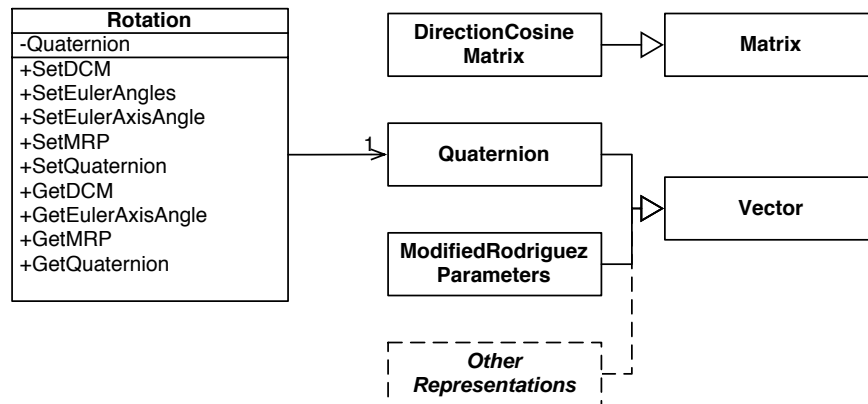 Rotation
-Quaternion
+SetDCM
+SetEulerAngles
+SetEulerAxisAngle
+SetMRP
+SetQuaternion
+GetDCM
+GetEulerAxisAngle
+GetMRP
+GetQuaternion
1
DirectionCosine
Matrix
Matrix
Quaternion
Vector
ModifiedRodriguez
Parameters
Other
Representations